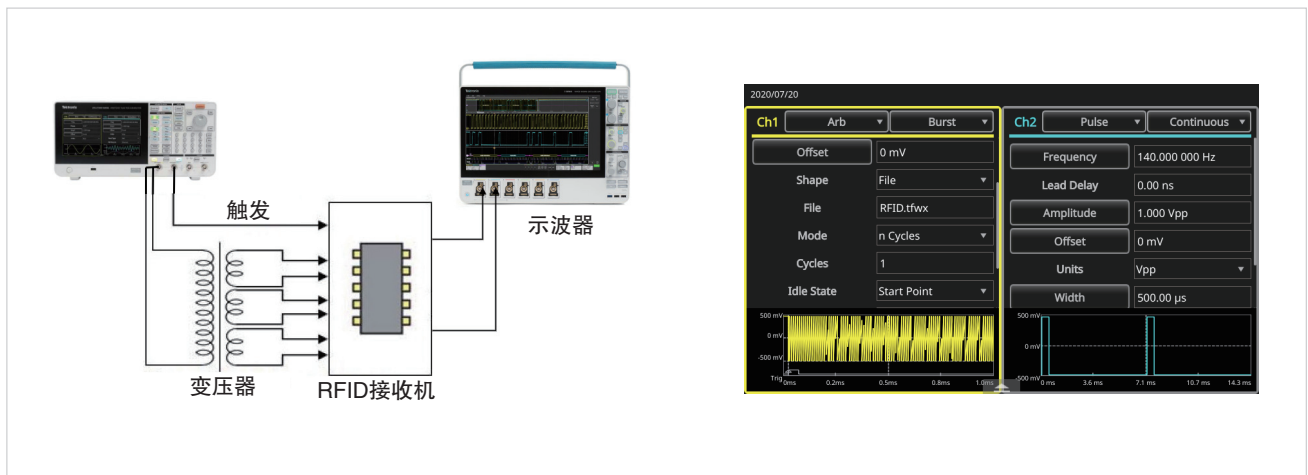 触发
变压器
RFID接收机
示波器
2020/07/20
Ch1 Arb Burst
Offset 0 mV
Shape File
File RFID.tfwx
Mode n Cycles
Cycles 1
Idle State Start Point
500 mV
0 mV
-500 mV
Trig
0ms 0.2ms 0.5ms 0.8ms 1.0ms
Ch2 Pulse Continuous
Frequency 140.000 000 Hz
Lead Delay 0.00 ns
Amplitude 1.000 Vpp
Offset 0 mV
Units Vpp
Width 500.00 µs
500 mV
0 mV
-500 mV
0 ms 3.6 ms 7.1 ms 10.7 ms 14.3 ms